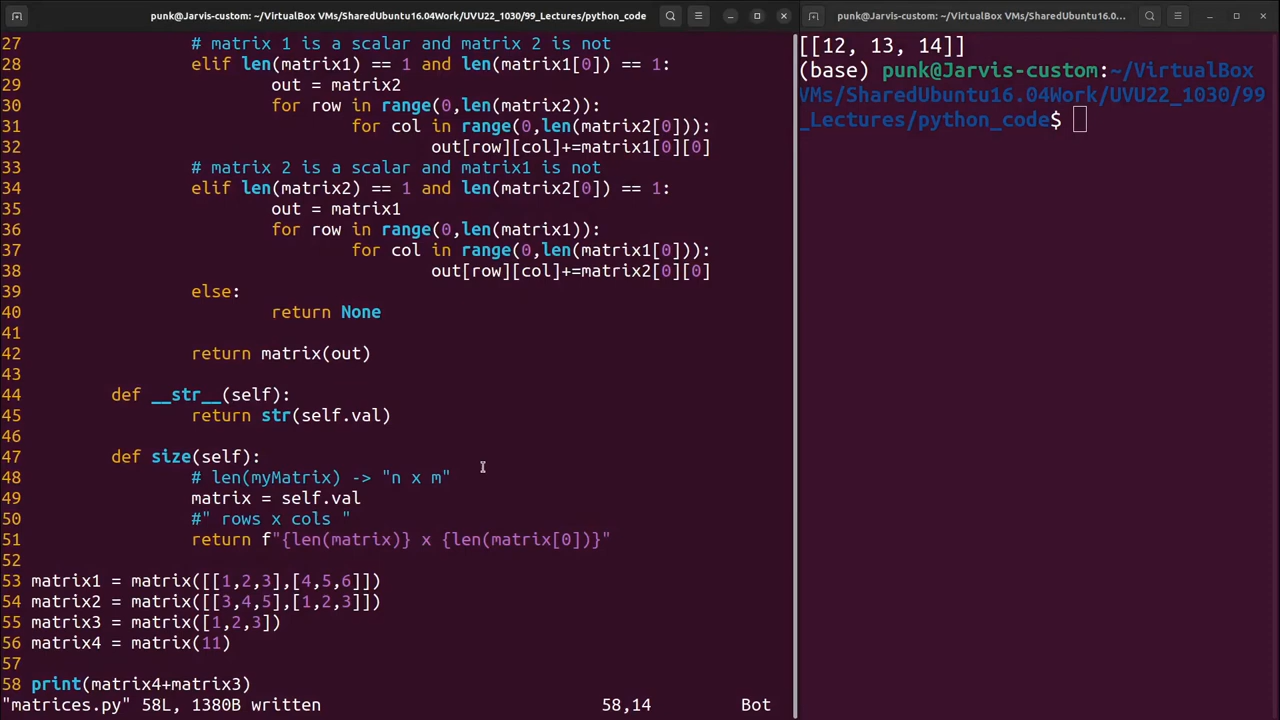 punk@Jarvis-custom: ~/VirtualBox VMs/SharedUbuntu16.04Work/UVU22_1030/99_Lectures/python_code
27 # matrix 1 is a scalar and matrix 2 is not
28 elif len(matrix1) == 1 and len(matrix1[0]) == 1:
29 out = matrix2
30 for row in range(0,len(matrix2)):
31 for col in range(0,len(matrix2[0])):
32 out[row][col]+=matrix1[0][0]
33 # matrix 2 is a scalar and matrix1 is not
34 elif len(matrix2) == 1 and len(matrix2[0]) == 1:
35 out = matrix1
36 for row in range(0,len(matrix1)):
37 for col in range(0,len(matrix1[0])):
38 out[row][col]+=matrix2[0][0]
39 else:
40 return None
41
42 return matrix(out)
43
44 def __str__(self):
45 return str(self.val)
46
47 def size(self):
48 # len(myMatrix) -> "n x m"
49 matrix = self.val
50 #" rows x cols "
51 return f"{len(matrix)} x {len(matrix[0])}"
52
53 matrix1 = matrix([[1,2,3],[4,5,6]])
54 matrix2 = matrix([[3,4,5],[1,2,3]])
55 matrix3 = matrix([1,2,3])
56 matrix4 = matrix(11)
57
58 print(matrix4+matrix3)
"matrices.py" 58L, 1380B written 58,14 Bot
punk@Jarvis-custom: ~/VirtualBox VMs/SharedUbuntu16.0...
[[12, 13, 14]]
(base) punk@Jarvis-custom:~/VirtualBox
VMs/SharedUbuntu16.04Work/UVU22_1030/99
_Lectures/python_code$